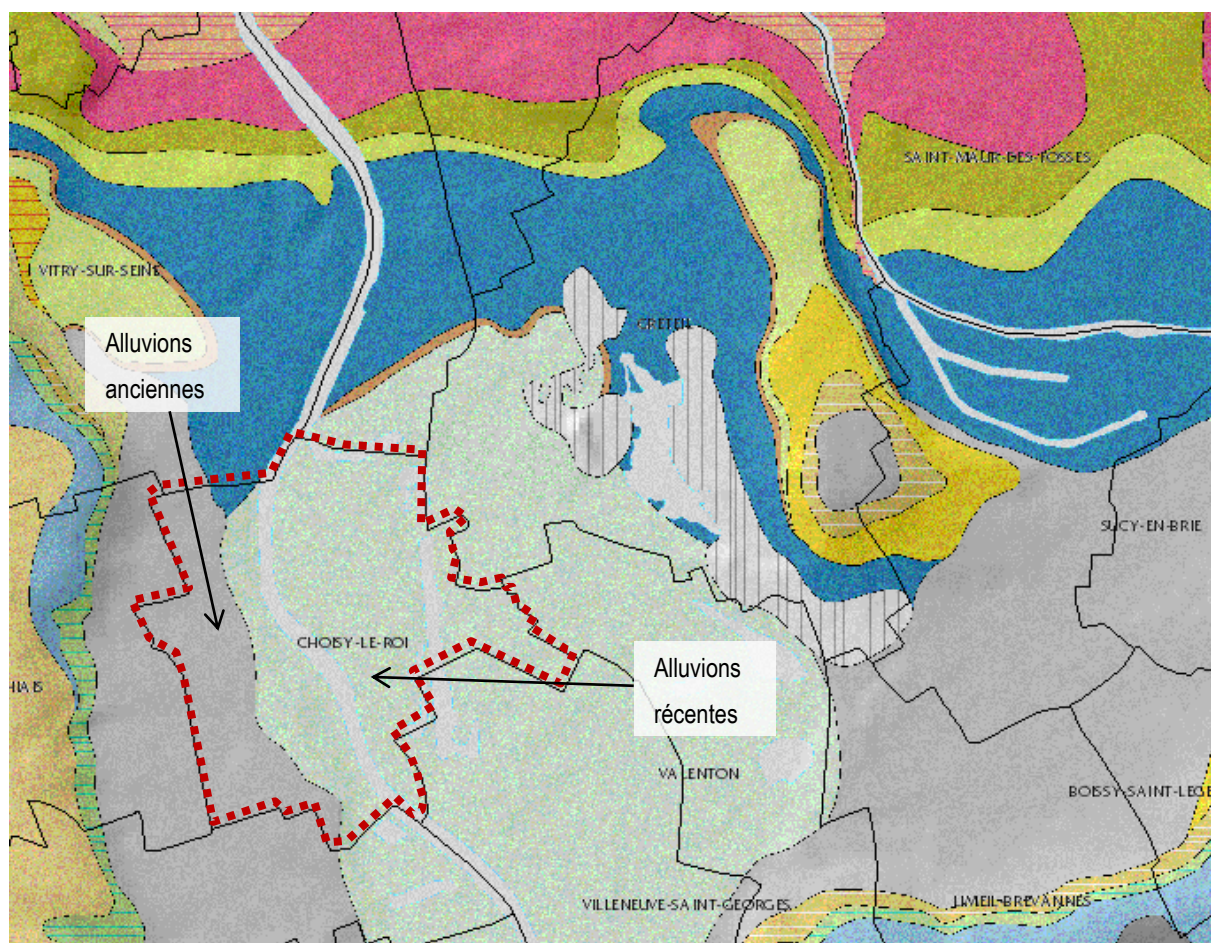 SAINT-MAUR-DES-FOSSES
VITRY-SUR-SEINE
CRETEIL
Alluvions
anciennes
SUCY-EN-BRIE
CHOISY-LE-ROI
HIAIS
Alluvions
récentes
VALENTON
BOISSY-SAINT-LEGE
VILLENEUVE-SAINT-GEORGES
LIMEIL-BREVANNES